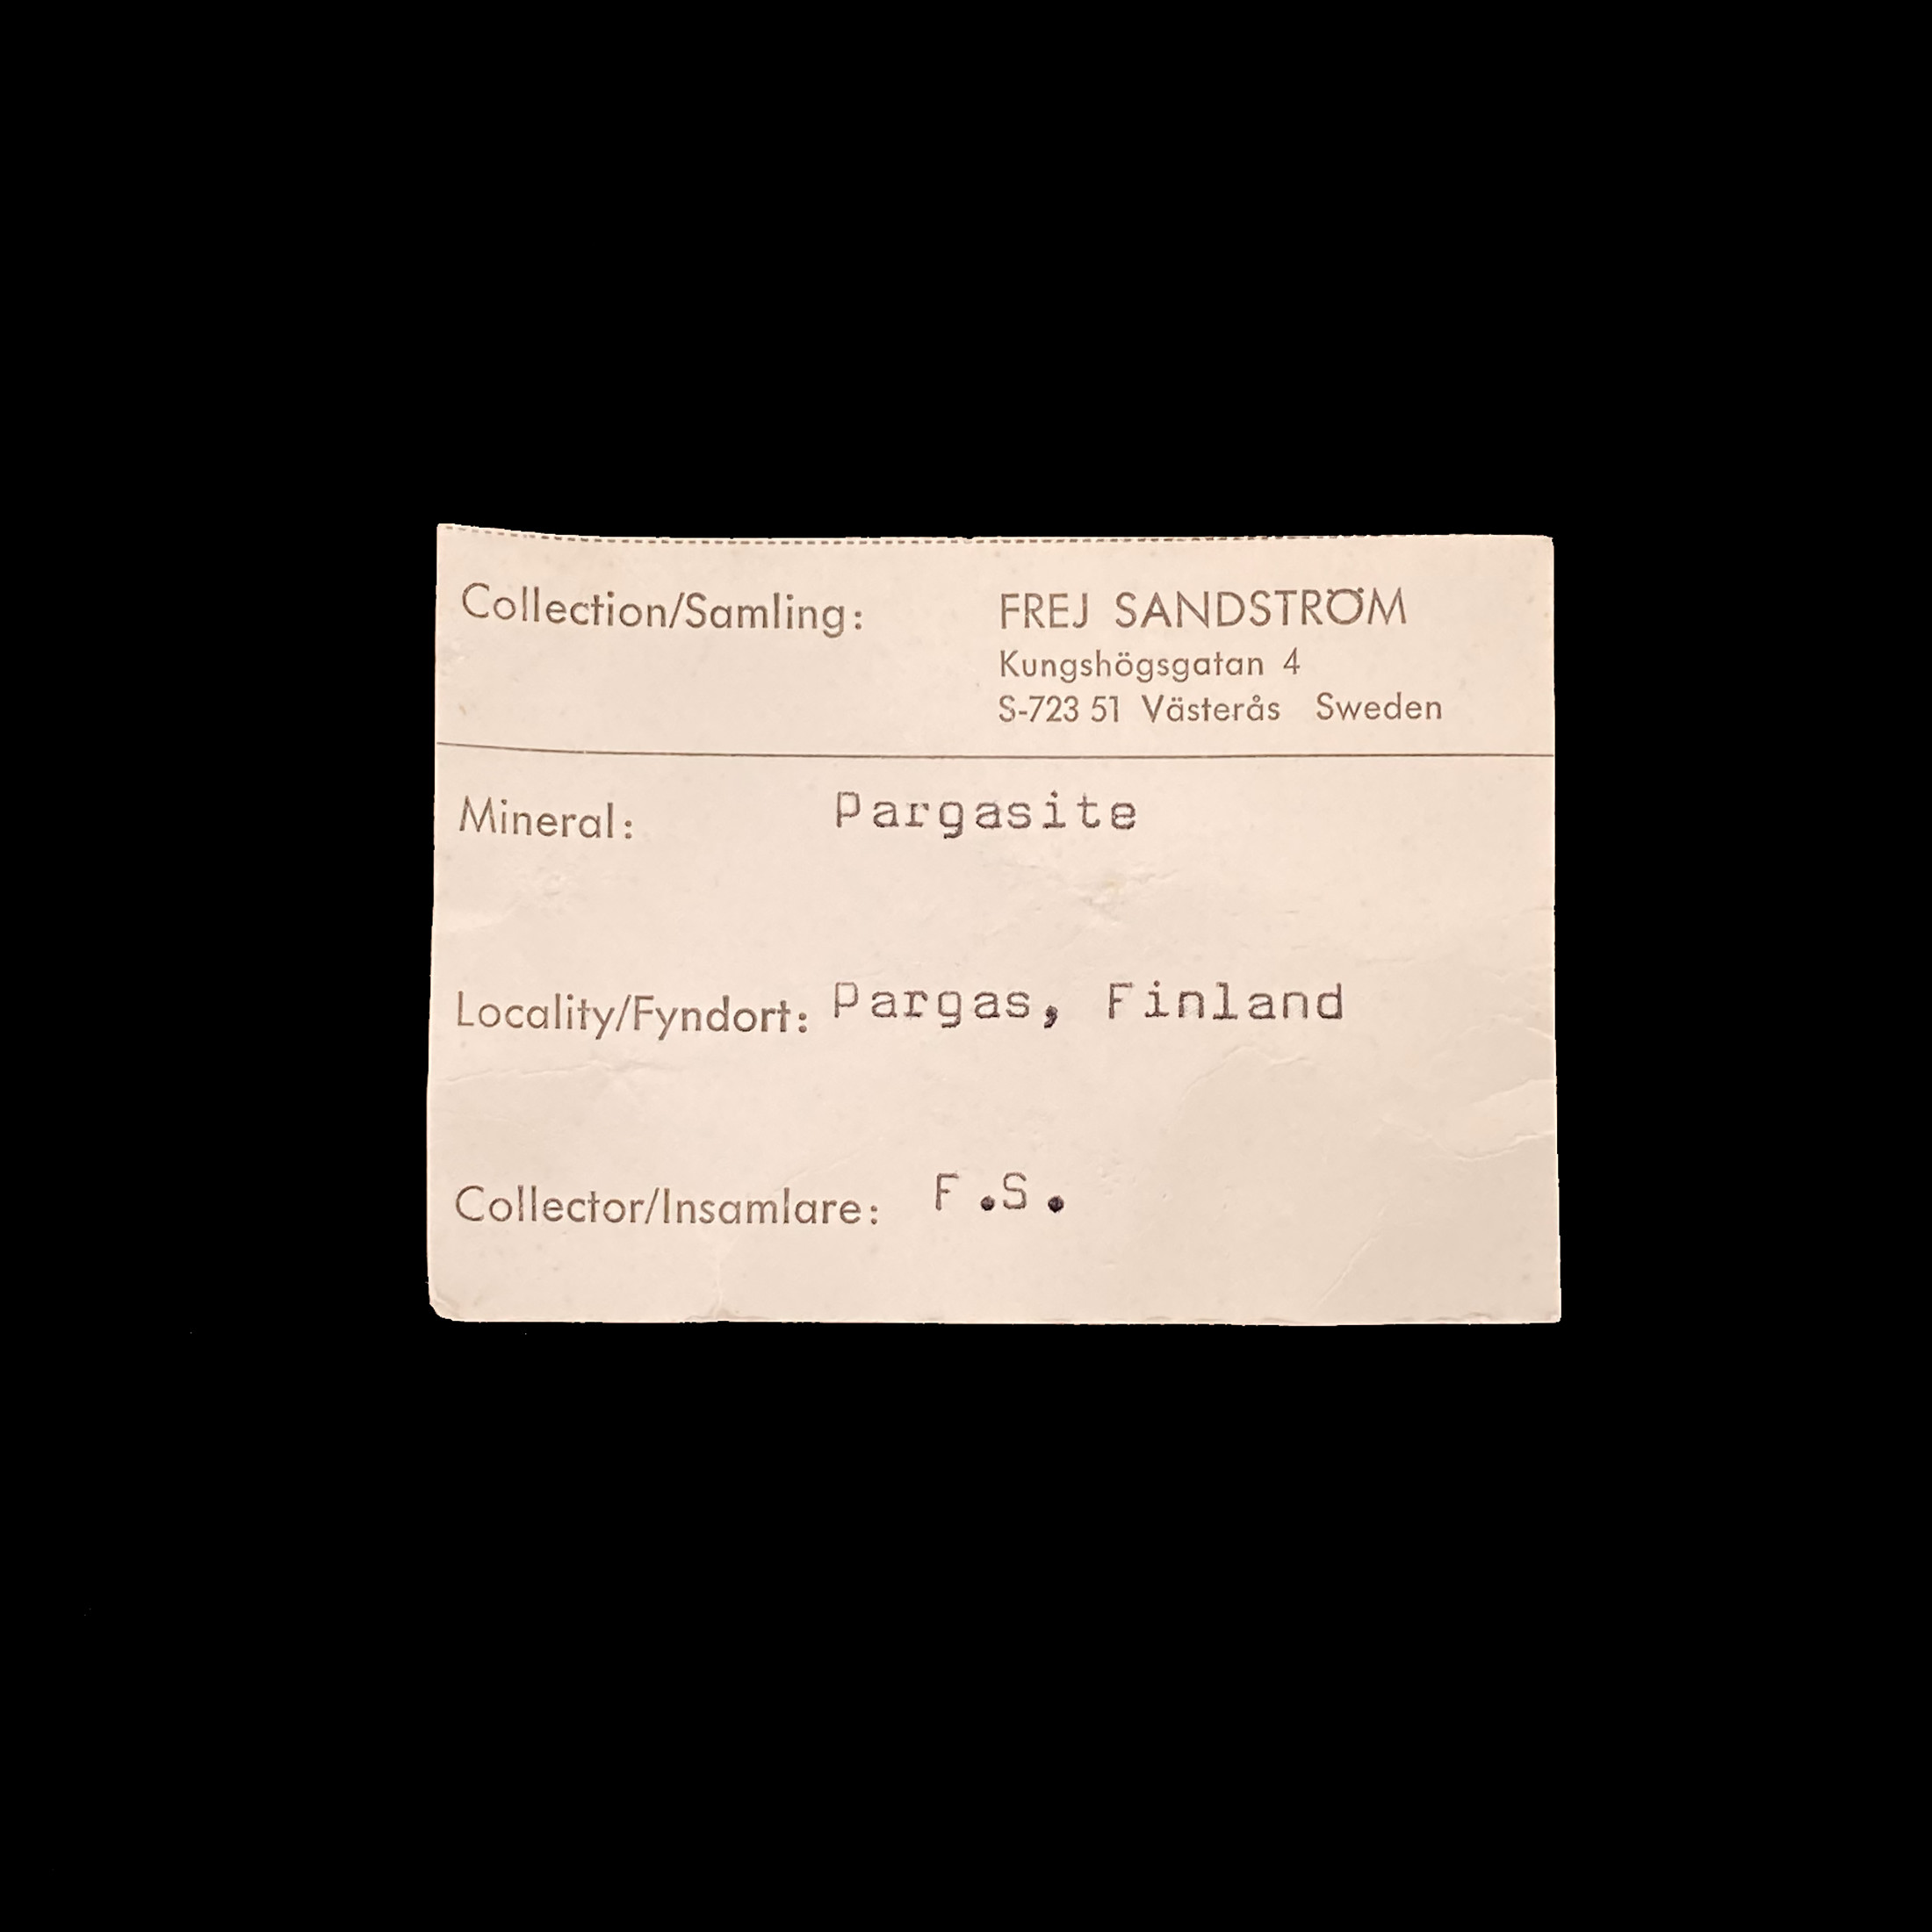 Collection/Samling: FREJ SANDSTRÖM
Kungshögsgatan 4
S-723 51 Västerås Sweden
Mineral: Pargasite
Locality/Fyndort: Pargas, Finland
Collector/Insamlare: F.S.